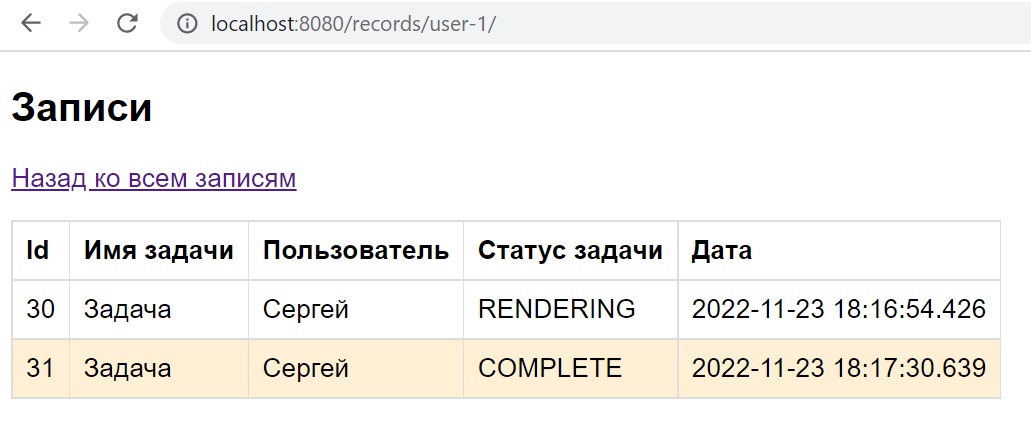 localhost:8080/records/user-1/
Записи
Назад ко всем записям
Id Имя задачи Пользователь Статус задачи Дата
30 Задача Сергей RENDERING 2022-11-23 18:16:54.426
31 Задача Сергей COMPLETE 2022-11-23 18:17:30.639